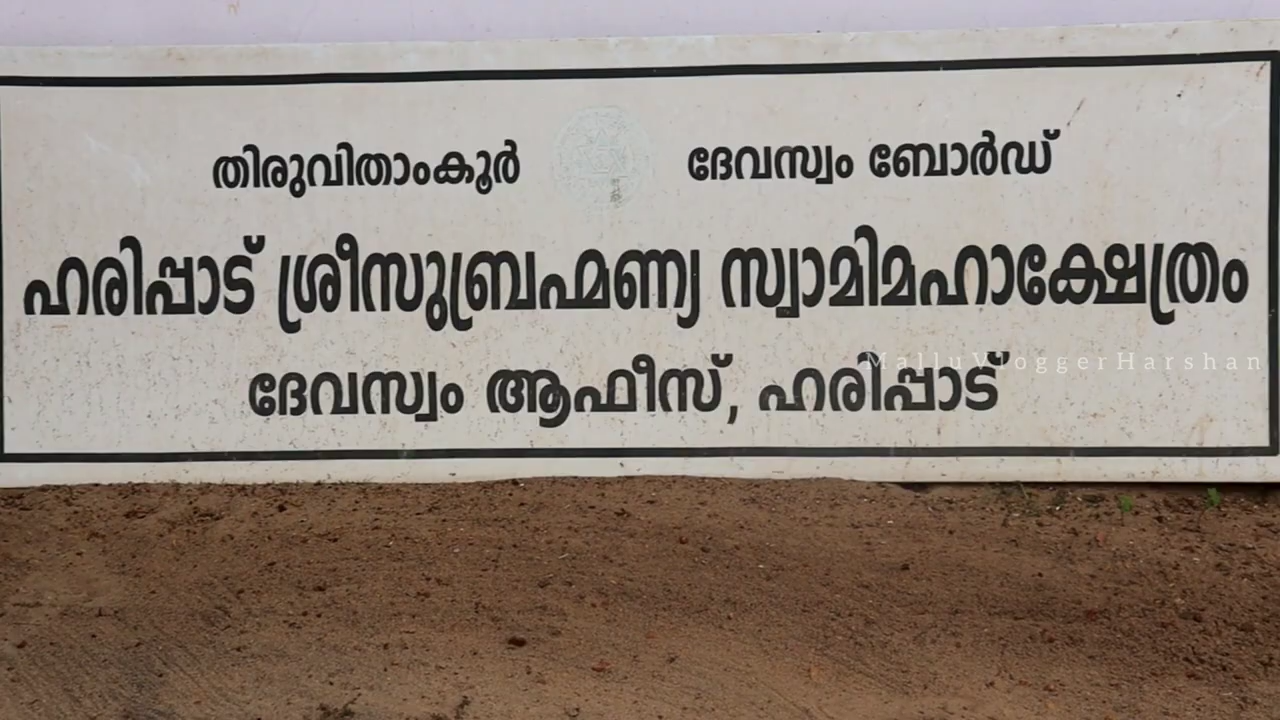 തിരുവിതാംകൂർ ദേവസ്വം ബോർഡ്
ഹരിപ്പാട് ശ്രീസുബ്രഹ്മണ്യ സ്വാമിമഹാക്ഷേത്രം
MalluVloggerHarshan
ദേവസ്വം ആഫീസ്, ഹരിപ്പാട്